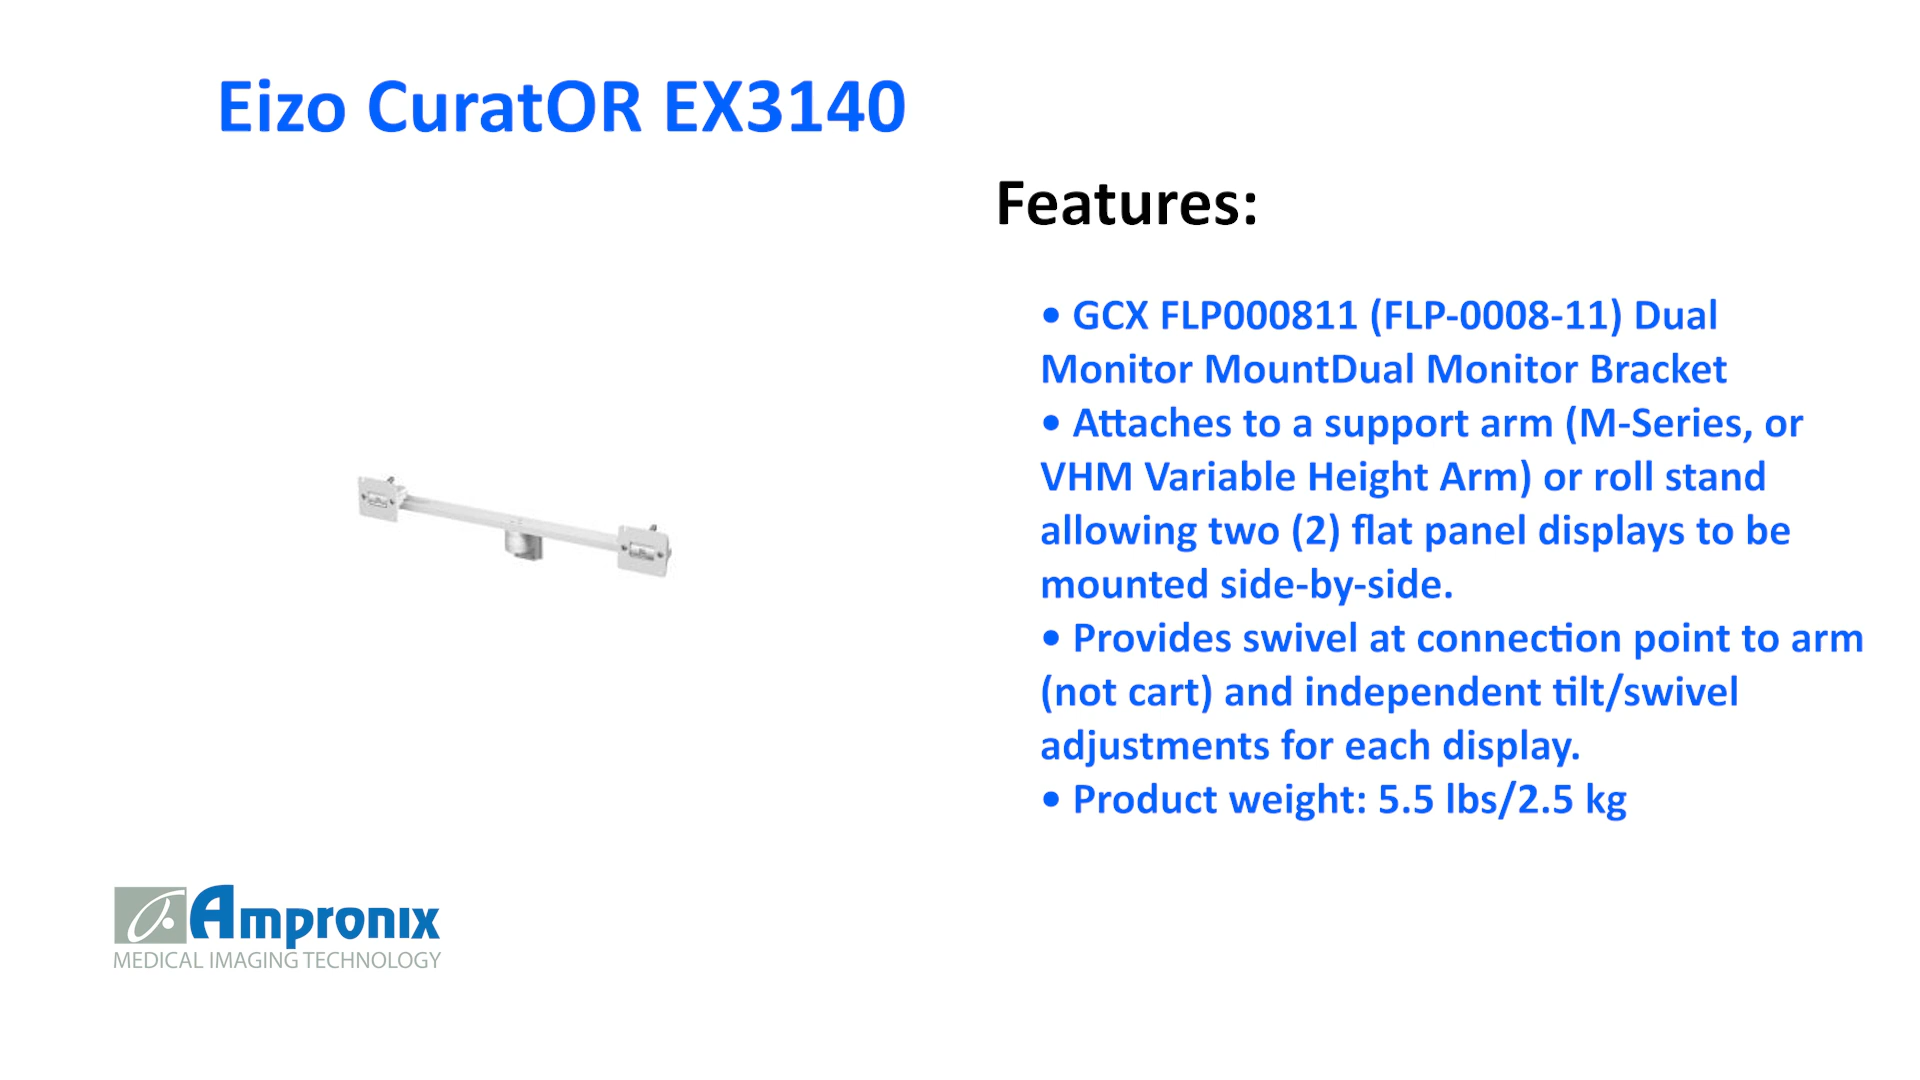 Eizo CuratOR EX3140
Features:
• GCX FLP000811 (FLP-0008-11) Dual
Monitor MountDual Monitor Bracket
• Attaches to a support arm (M-Series, or
VHM Variable Height Arm) or roll stand
allowing two (2) flat panel displays to be
mounted side-by-side.
• Provides swivel at connection point to arm
(not cart) and independent tilt/swivel
adjustments for each display.
• Product weight: 5.5 lbs/2.5 kg
Ampronix
MEDICAL IMAGING TECHNOLOGY